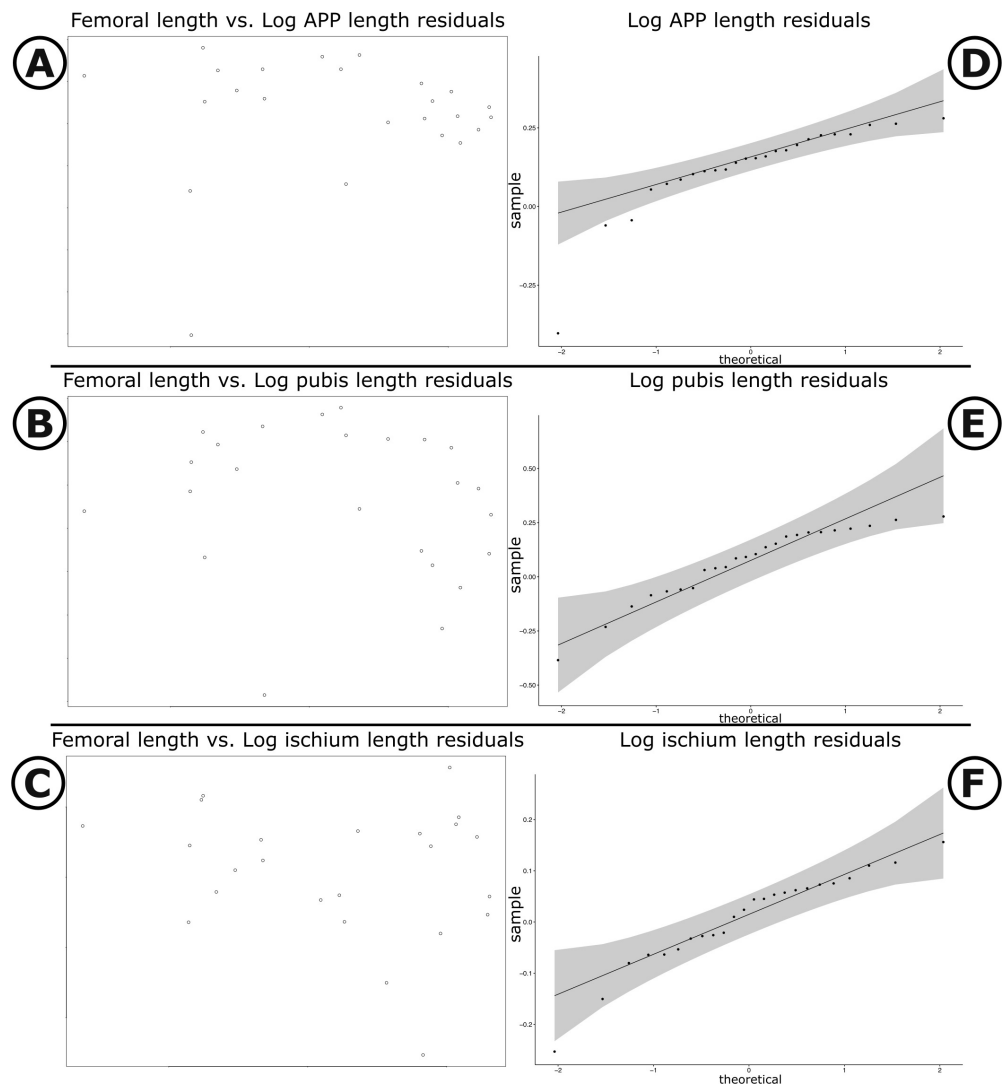 Femoral length vs. Log APP length residuals
A
Log APP length residuals
D
0.25
0.00
−0.25
sample
−2
−1
0
1
2
theoretical
Femoral length vs. Log pubis length residuals
B
Log pubis length residuals
E
0.50
0.25
0.00
−0.25
−0.50
sample
−2
−1
0
1
2
theoretical
Femoral length vs. Log ischium length residuals
C
Log ischium length residuals
F
0.2
0.1
0.0
−0.1
−0.2
sample
−2
−1
0
1
2
theoretical